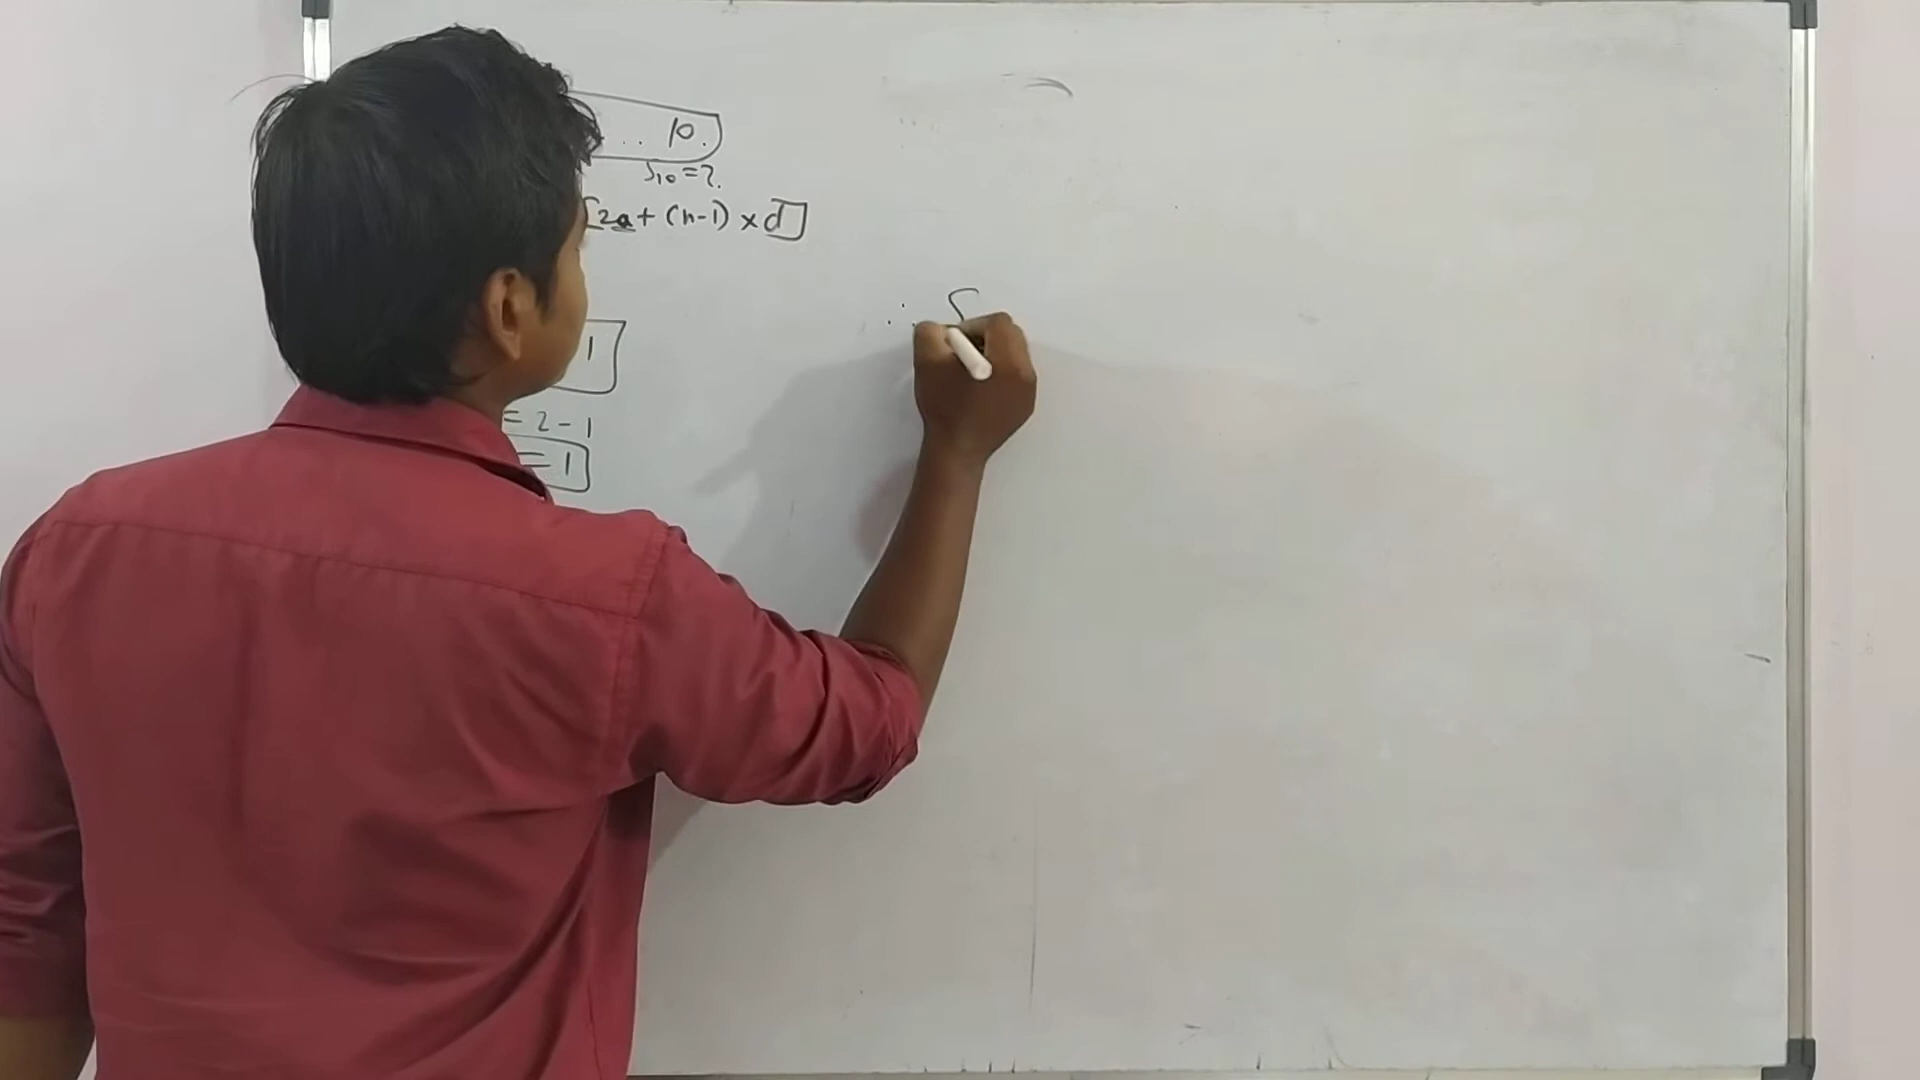 ... 10.
S₁₀ = ?
[2a + (n-1) × d]
1
= 2 - 1
= 1
∴ S